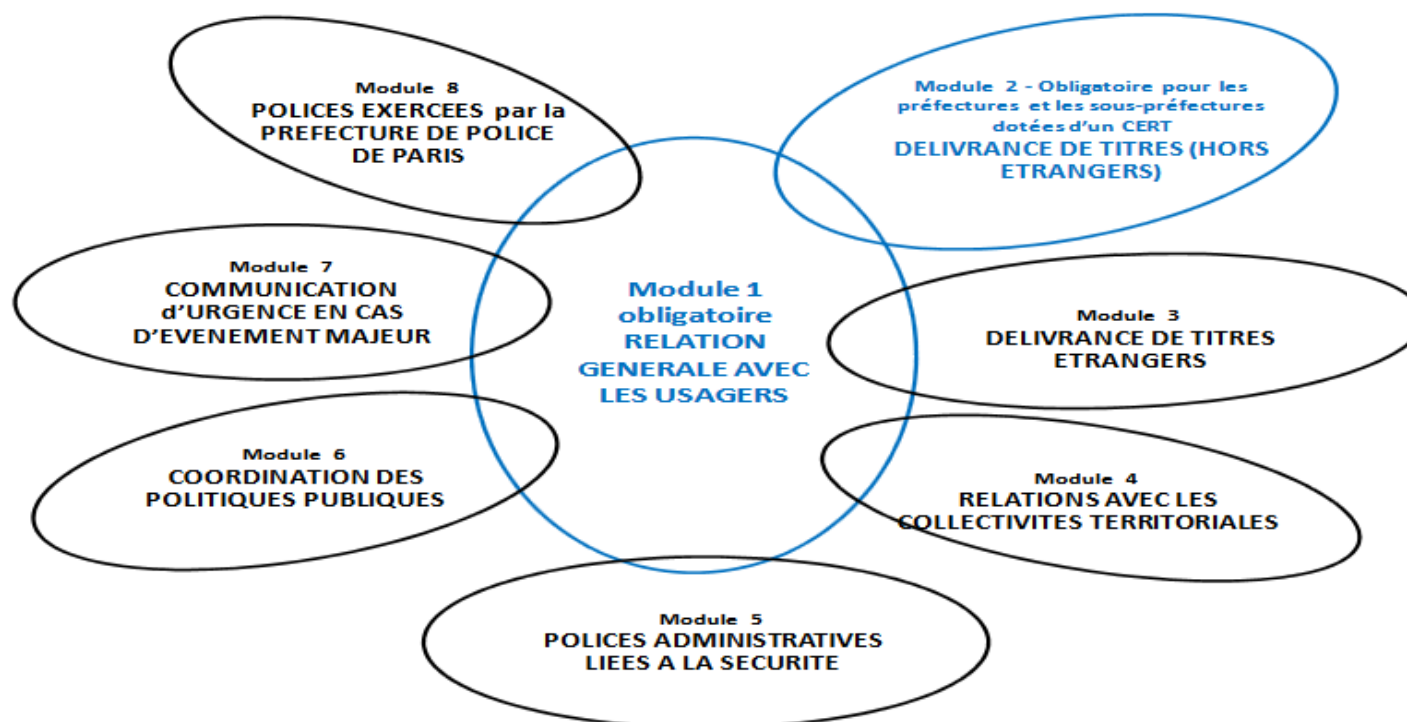 Module 8
POLICES EXERCEES par la
PREFECTURE DE POLICE
DE PARIS
Module 2 - Obligatoire pour les
préfectures et les sous-préfectures
dotées d'un CERT
DELIVRANCE DE TITRES (HORS
ETRANGERS)
Module 7
COMMUNICATION
d'URGENCE EN CAS
D'EVENEMENT MAJEUR
Module 1
obligatoire
RELATION
GENERALE AVEC
LES USAGERS
Module 3
DELIVRANCE DE TITRES
ETRANGERS
Module 6
COORDINATION DES
POLITIQUES PUBLIQUES
Module 4
RELATIONS AVEC LES
COLLECTIVITES TERRITORIALES
Module 5
POLICES ADMINISTRATIVES
LIEES A LA SECURITE